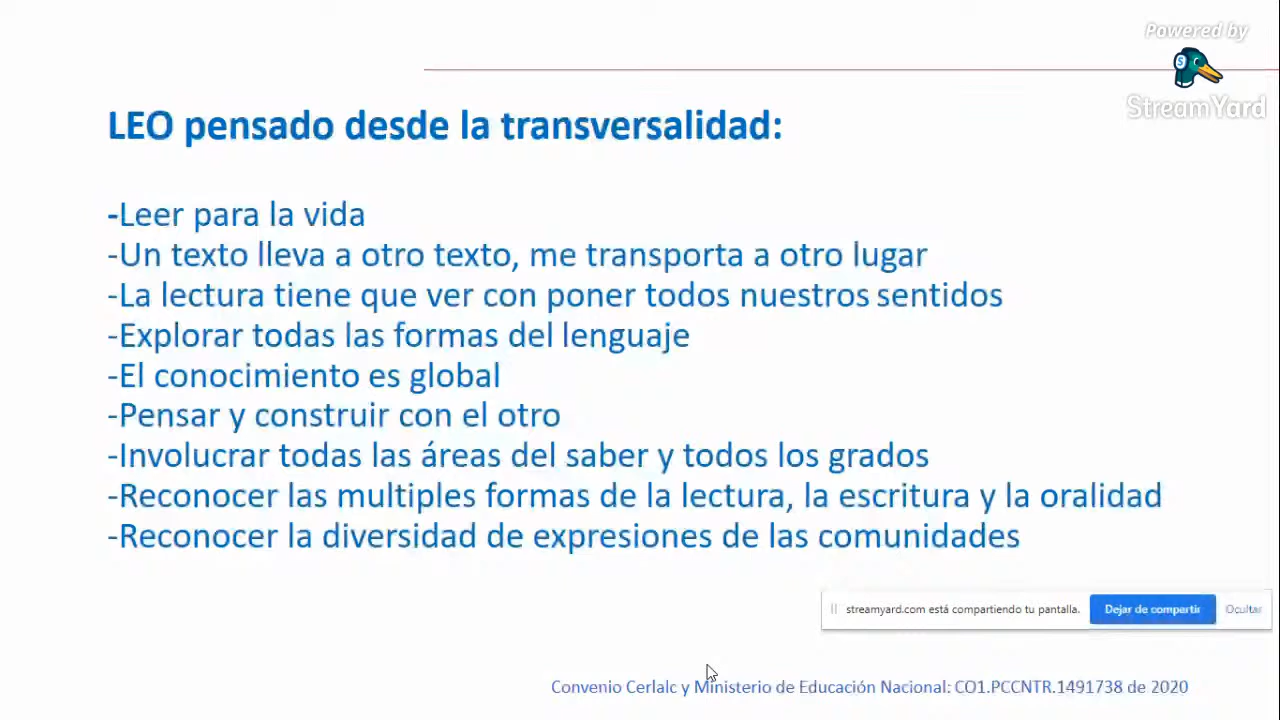 Powered by
StreamYard
LEO pensado desde la transversalidad:
-Leer para la vida
-Un texto lleva a otro texto, me transporta a otro lugar
-La lectura tiene que ver con poner todos nuestros sentidos
-Explorar todas las formas del lenguaje
-El conocimiento es global
-Pensar y construir con el otro
-Involucrar todas las áreas del saber y todos los grados
-Reconocer las multiples formas de la lectura, la escritura y la oralidad
-Reconocer la diversidad de expresiones de las comunidades
streamyard.com está compartiendo tu pantalla. Dejar de compartir Ocultar
Convenio Cerlalc y Ministerio de Educación Nacional: CO1.PCCNTR.1491738 de 2020